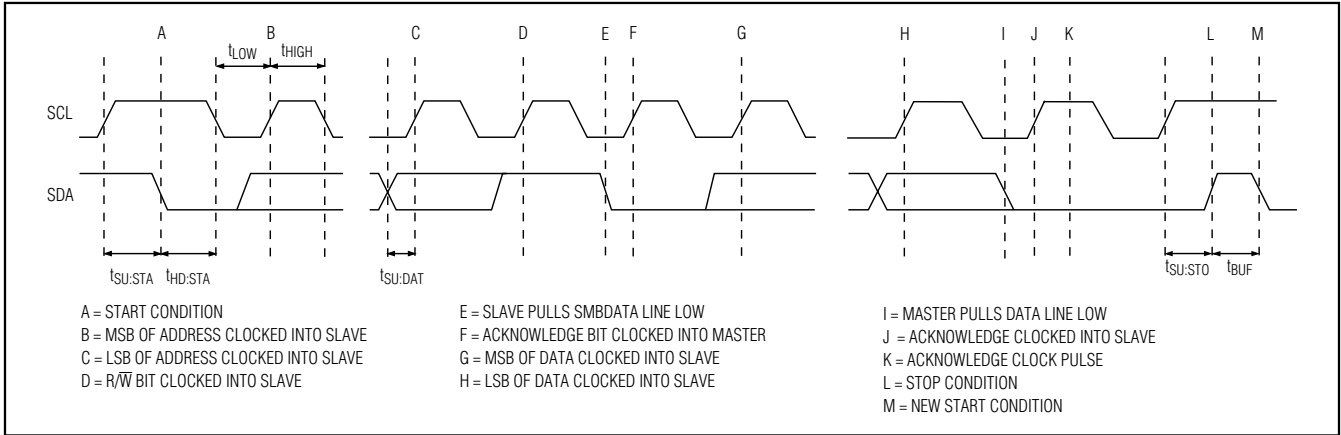 A B C D E F G H I J K L M
tLOW tHIGH
SCL
SDA
tSU:STA tHD:STA tSU:DAT tSU:STO tBUF
A = START CONDITION
B = MSB OF ADDRESS CLOCKED INTO SLAVE
C = LSB OF ADDRESS CLOCKED INTO SLAVE
D = R/W̅ BIT CLOCKED INTO SLAVE
E = SLAVE PULLS SMBDATA LINE LOW
F = ACKNOWLEDGE BIT CLOCKED INTO MASTER
G = MSB OF DATA CLOCKED INTO SLAVE
H = LSB OF DATA CLOCKED INTO SLAVE
I = MASTER PULLS DATA LINE LOW
J = ACKNOWLEDGE CLOCKED INTO SLAVE
K = ACKNOWLEDGE CLOCK PULSE
L = STOP CONDITION
M = NEW START CONDITION